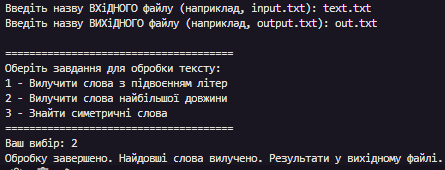 Введіть назву ВХіДНОГО файлу (наприклад, input.txt): text.txt
Введіть назву ВИХіДНОГО файлу (наприклад, output.txt): out.txt
======================================
Оберіть завдання для обробки тексту:
1 - Вилучити слова з підвоєнням літер
2 - Вилучити слова найбільшої довжини
3 - Знайти симетричні слова
======================================
Ваш вибір: 2
Обробку завершено. Найдовші слова вилучено. Результати у вихідному файлі.